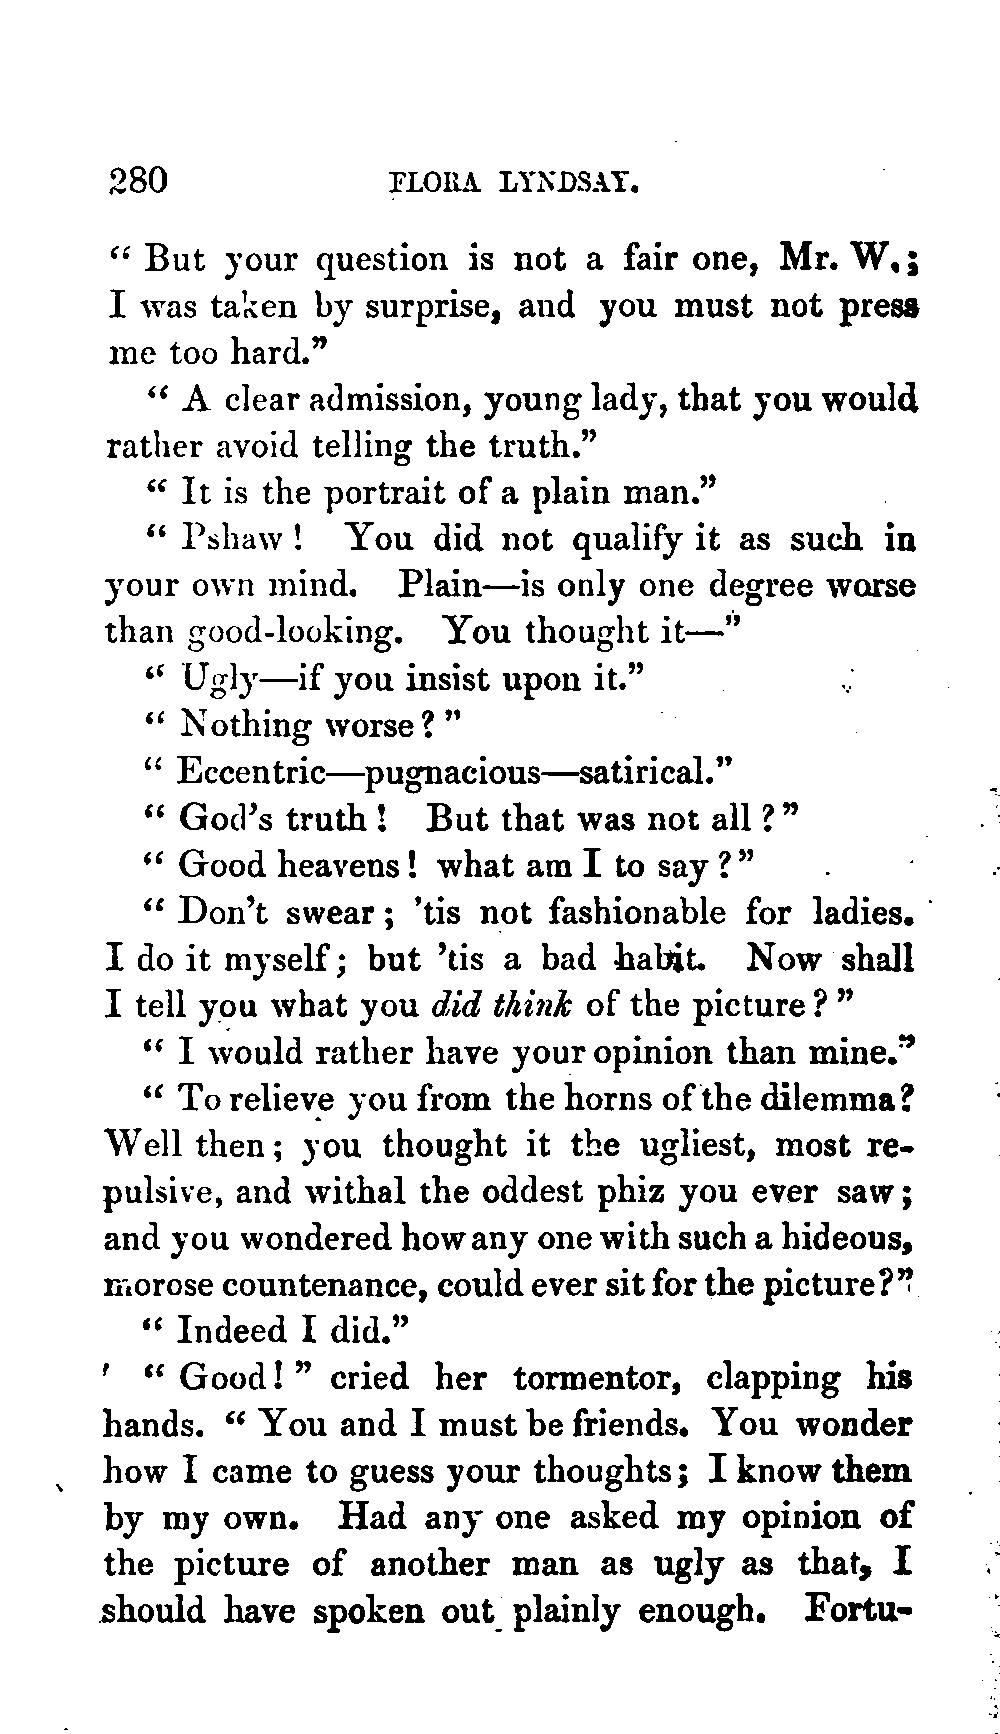 280 FLORA LYNDSAY.
“ But your question is not a fair one, Mr. W.;
I was taken by surprise, and you must not press
me too hard.”
“ A clear admission, young lady, that you would
rather avoid telling the truth.”
“ It is the portrait of a plain man.”
“ Pshaw ! You did not qualify it as such in
your own mind. Plain—is only one degree worse
than good-looking. You thought it—”
“ Ugly—if you insist upon it.”
“ Nothing worse ? ”
“ Eccentric—pugnacious—satirical.”
“ God’s truth ! But that was not all ? ”
“ Good heavens ! what am I to say ? ”
“ Don’t swear ; ’tis not fashionable for ladies.
I do it myself ; but ’tis a bad habit. Now shall
I tell you what you did think of the picture ? ”
“ I would rather have your opinion than mine.”
“ To relieve you from the horns of the dilemma?
Well then ; you thought it the ugliest, most re-
pulsive, and withal the oddest phiz you ever saw ;
and you wondered how any one with such a hideous,
morose countenance, could ever sit for the picture?”
“ Indeed I did.”
“ Good! ” cried her tormentor, clapping his
hands. “ You and I must be friends. You wonder
how I came to guess your thoughts; I know them
by my own. Had any one asked my opinion of
the picture of another man as ugly as that, I
should have spoken out plainly enough. Fortu-